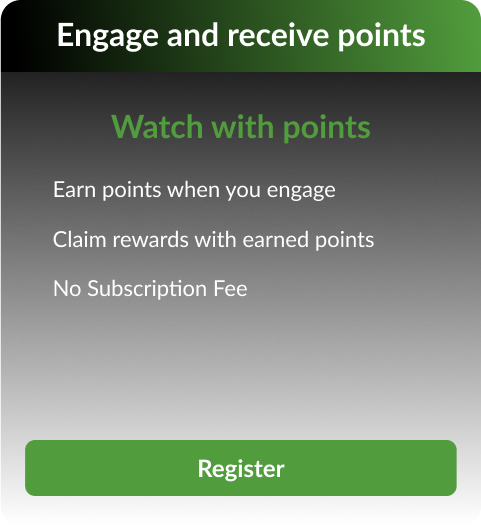 Engage and receive points
Watch with points
Earn points when you engage
Claim rewards with earned points
No Subscription Fee
Register